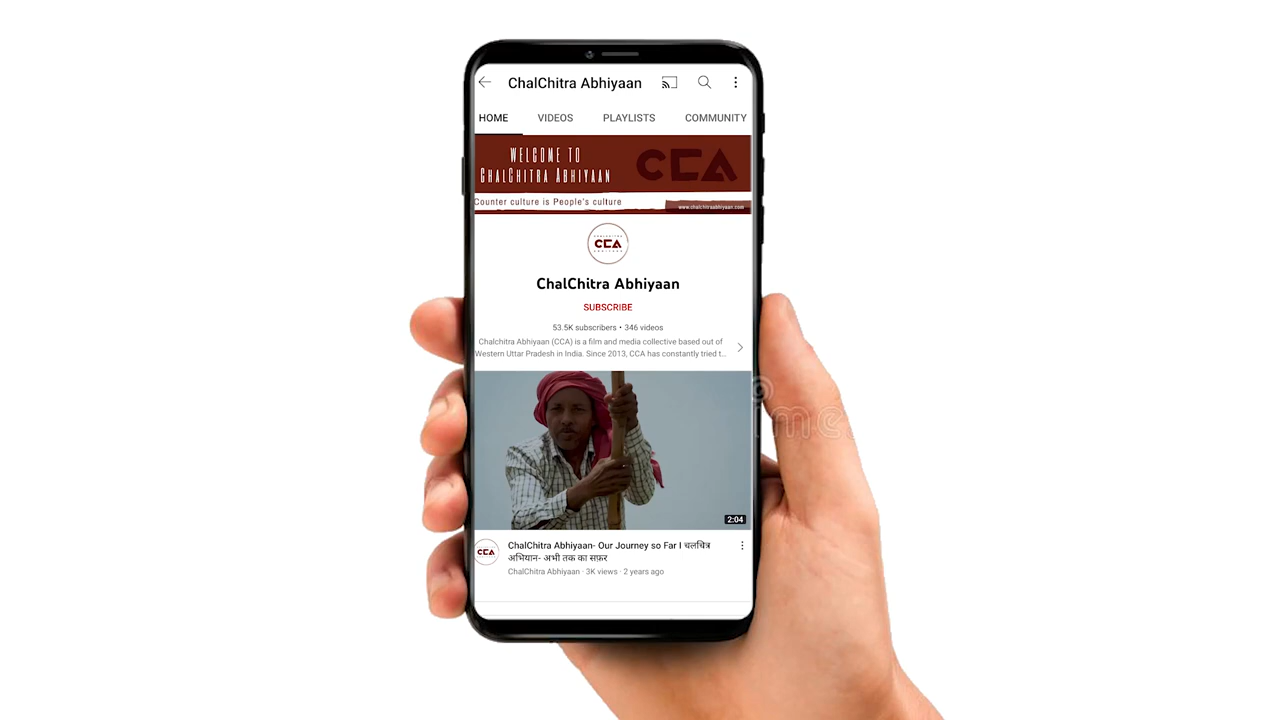 ChalChitra Abhiyaan
HOME VIDEOS PLAYLISTS COMMUNITY
WELCOME TO
CHALCHITRA ABHIYAAN
CCA
Counter culture is People's culture
www.chalchitraabhiyaan.com
CCA
ChalChitra Abhiyaan
SUBSCRIBE
53.5K subscribers • 346 videos
Chalchitra Abhiyaan (CCA) is a film and media collective based out of
Western Uttar Pradesh in India. Since 2013, CCA has constantly tried t...
2:04
CCA
ChalChitra Abhiyaan- Our Journey so Far I चलचित्र
अभियान- अभी तक का सफ़र
ChalChitra Abhiyaan · 3K views · 2 years ago